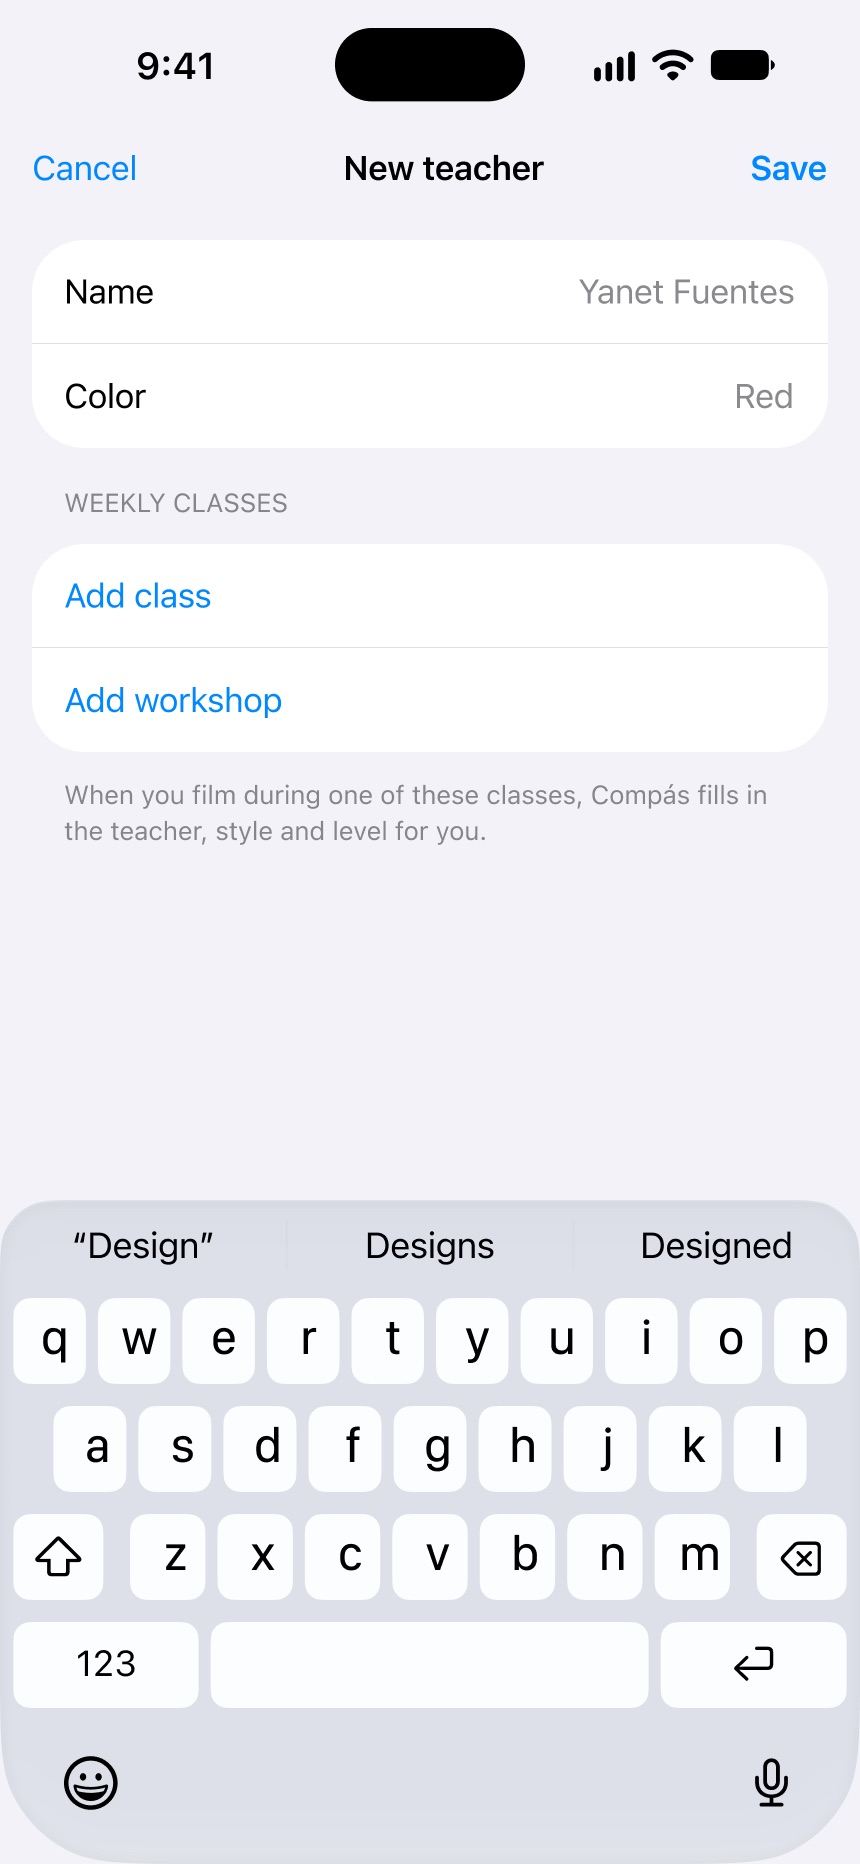 9:41
Cancel New teacher Save
Name Yanet Fuentes
Color Red
WEEKLY CLASSES
Add class
Add workshop
When you film during one of these classes, Compás fills in
the teacher, style and level for you.
“Design” Designs Designed
q w e r t y u i o p
a s d f g h j k l
z x c v b n m
123